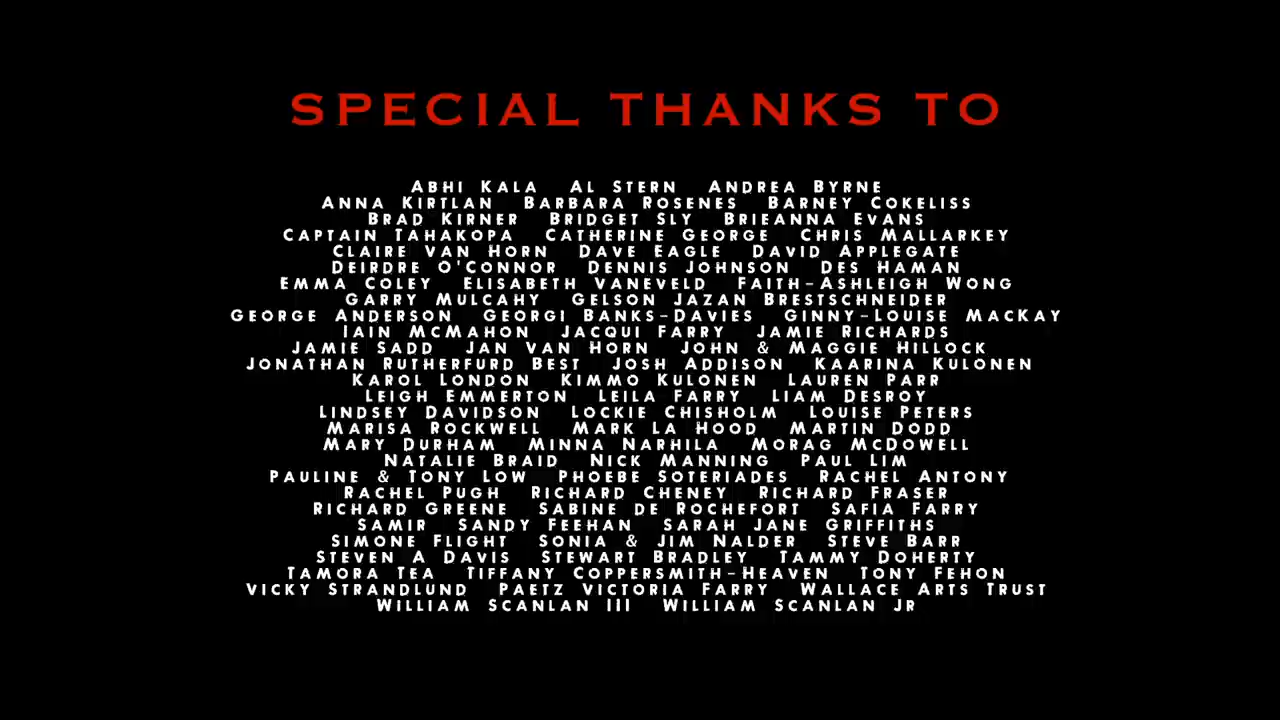 SPECIAL THANKS TO
ABHI KALA AL STERN ANDREA BYRNE
ANNA KIRTLAN BARBARA ROSENES BARNEY COKELISS
BRAD KIRNER BRIDGET SLY BRIEANNA EVANS
CAPTAIN TAHAKOPA CATHERINE GEORGE CHRIS MALLARKEY
CLAIRE VAN HORN DAVE EAGLE DAVID APPLEGATE
DEIRDRE O'CONNOR DENNIS JOHNSON DES HAMAN
EMMA COLEY ELISABETH VANEVELD FAITH-ASHLEIGH WONG
GARRY MULCAHY GELSON JAZAN BRESTSCHNEIDER
GEORGE ANDERSON GEORGI BANKS-DAVIES GINNY-LOUISE MACKAY
IAIN MCMAHON JACQUI FARRY JAMIE RICHARDS
JAMIE SADD JAN VAN HORN JOHN & MAGGIE HILLOCK
JONATHAN RUTHERFURD BEST JOSH ADDISON KAARINA KULONEN
KAROL LONDON KIMMO KULONEN LAUREN PARR
LEIGH EMMERTON LEILA FARRY LIAM DESROY
LINDSEY DAVIDSON LOCKIE CHISHOLM LOUISE PETERS
MARISA ROCKWELL MARK LA HOOD MARTIN DODD
MARY DURHAM MINNA NARHILA MORAG MCDOWELL
NATALIE BRAID NICK MANNING PAUL LIM
PAULINE & TONY LOW PHOEBE SOTERIADES RACHEL ANTONY
RACHEL PUGH RICHARD CHENEY RICHARD FRASER
RICHARD GREENE SABINE DE ROCHEFORT SAFIA FARRY
SAMIR SANDY FEEHAN SARAH JANE GRIFFITHS
SIMONE FLIGHT SONIA & JIM NALDER STEVE BARR
STEVEN A DAVIS STEWART BRADLEY TAMMY DOHERTY
TAMORA TEA TIFFANY COPPERSMITH-HEAVEN TONY FEHON
VICKY STRANDLUND PAETZ VICTORIA FARRY WALLACE ARTS TRUST
WILLIAM SCANLAN III WILLIAM SCANLAN JR